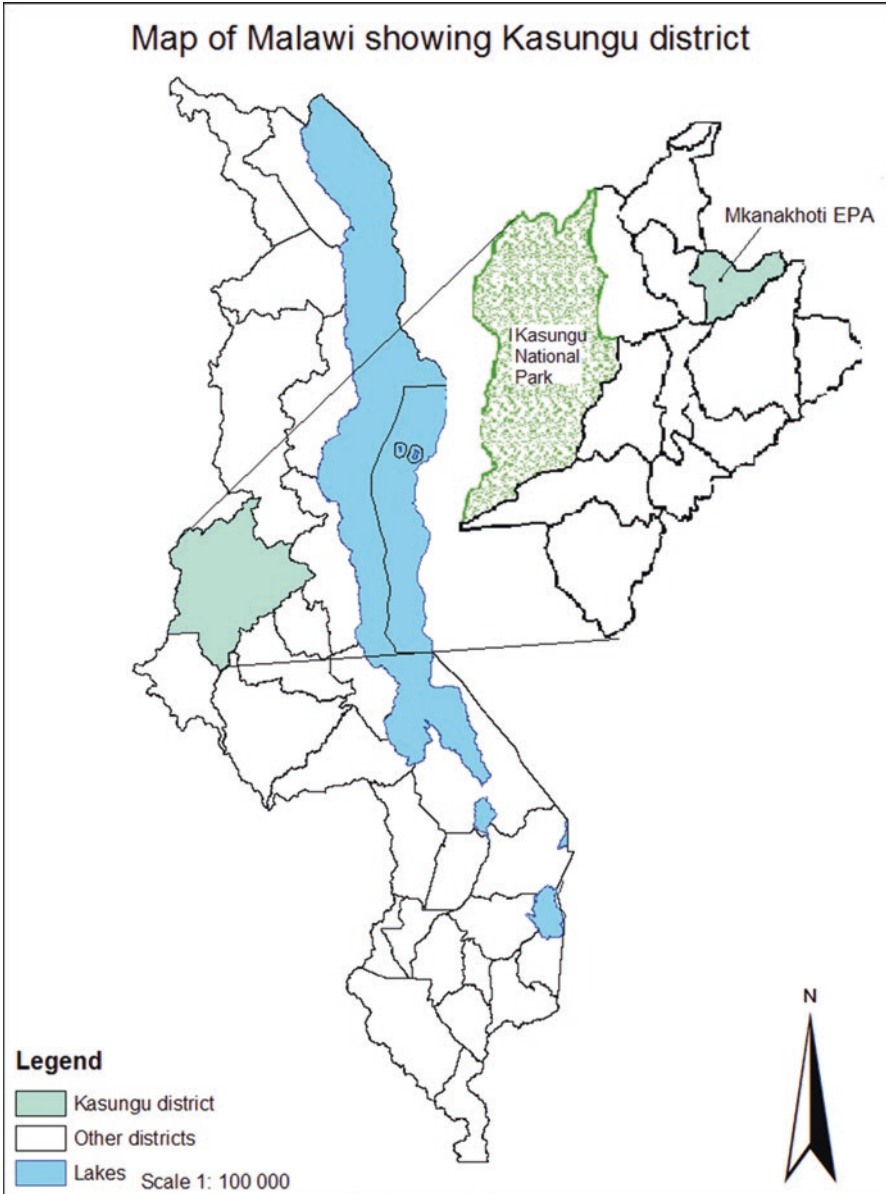 Map of Malawi showing Kasungu district
Mkanakhoti EPA
Kasungu
National
Park
N
Legend
Kasungu district
Other districts
Lakes
Scale 1: 100 000